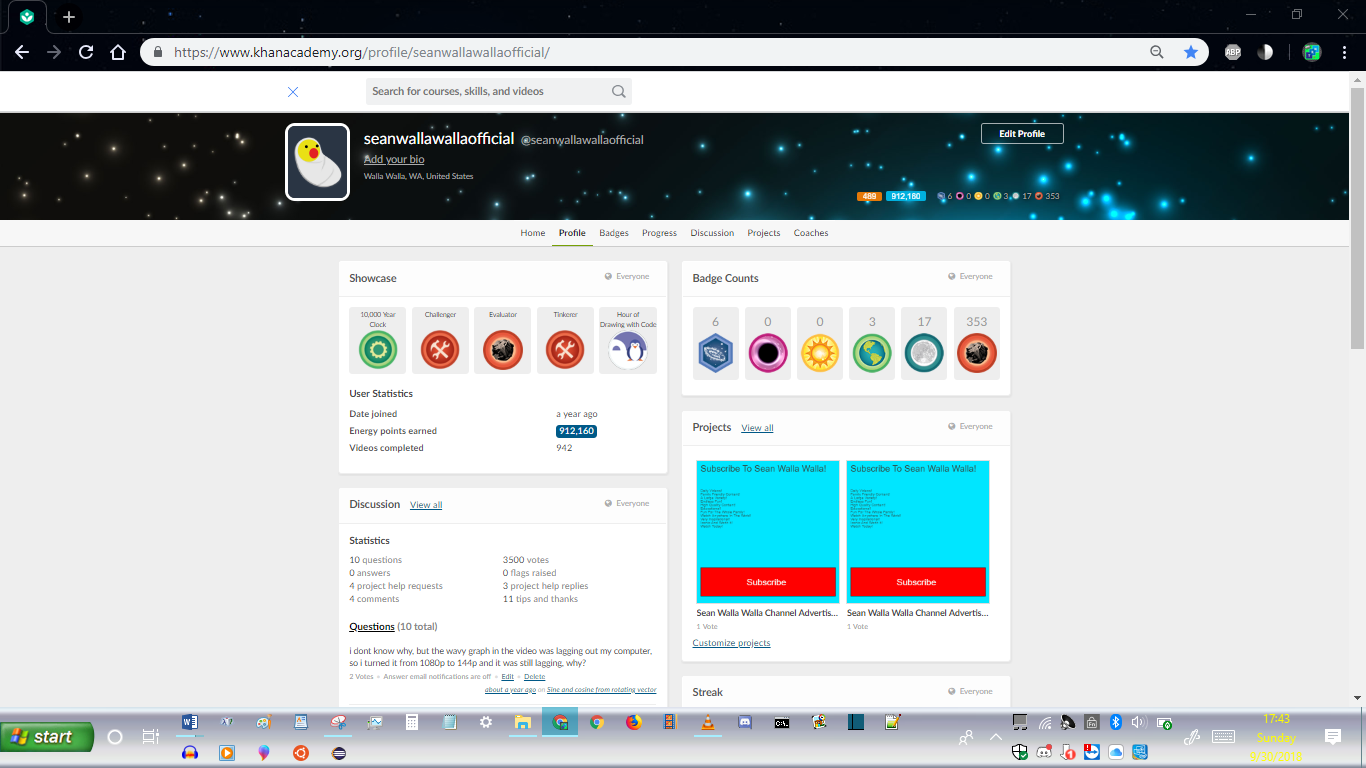 https://www.khanacademy.org/profile/seanwallawallaofficial/
ABP
Search for courses, skills, and videos
seanwallawallaofficial @seanwallawallaofficial
Edit Profile
Add your bio
Walla Walla, WA, United States
489 912,160 6 0 0 3 17 353
Home Profile Badges Progress Discussion Projects Coaches
Showcase Everyone
10,000 Year Clock
Challenger
Evaluator
Tinkerer
Hour of Drawing with Code
User Statistics
Date joined a year ago
Energy points earned 912,160
Videos completed 942
Badge Counts Everyone
6 0 0 3 17 353
Projects View all Everyone
Subscribe To Sean Walla Walla!
Subscribe
Sean Walla Walla Channel Advertis...
1 Vote
Subscribe To Sean Walla Walla!
Subscribe
Sean Walla Walla Channel Advertis...
1 Vote
Customize projects
Discussion View all Everyone
Statistics
10 questions 3500 votes
0 answers 0 flags raised
4 project help requests 3 project help replies
4 comments 11 tips and thanks
Questions (10 total)
i dont know why, but the wavy graph in the video was lagging out my computer,
so i turned it from 1080p to 144p and it was still lagging, why?
2 Votes • Answer email notifications are off • Edit • Delete
about a year ago on Sine and cosine from rotating vector
Streak Everyone
start
17:43
Sunday
9/30/2018